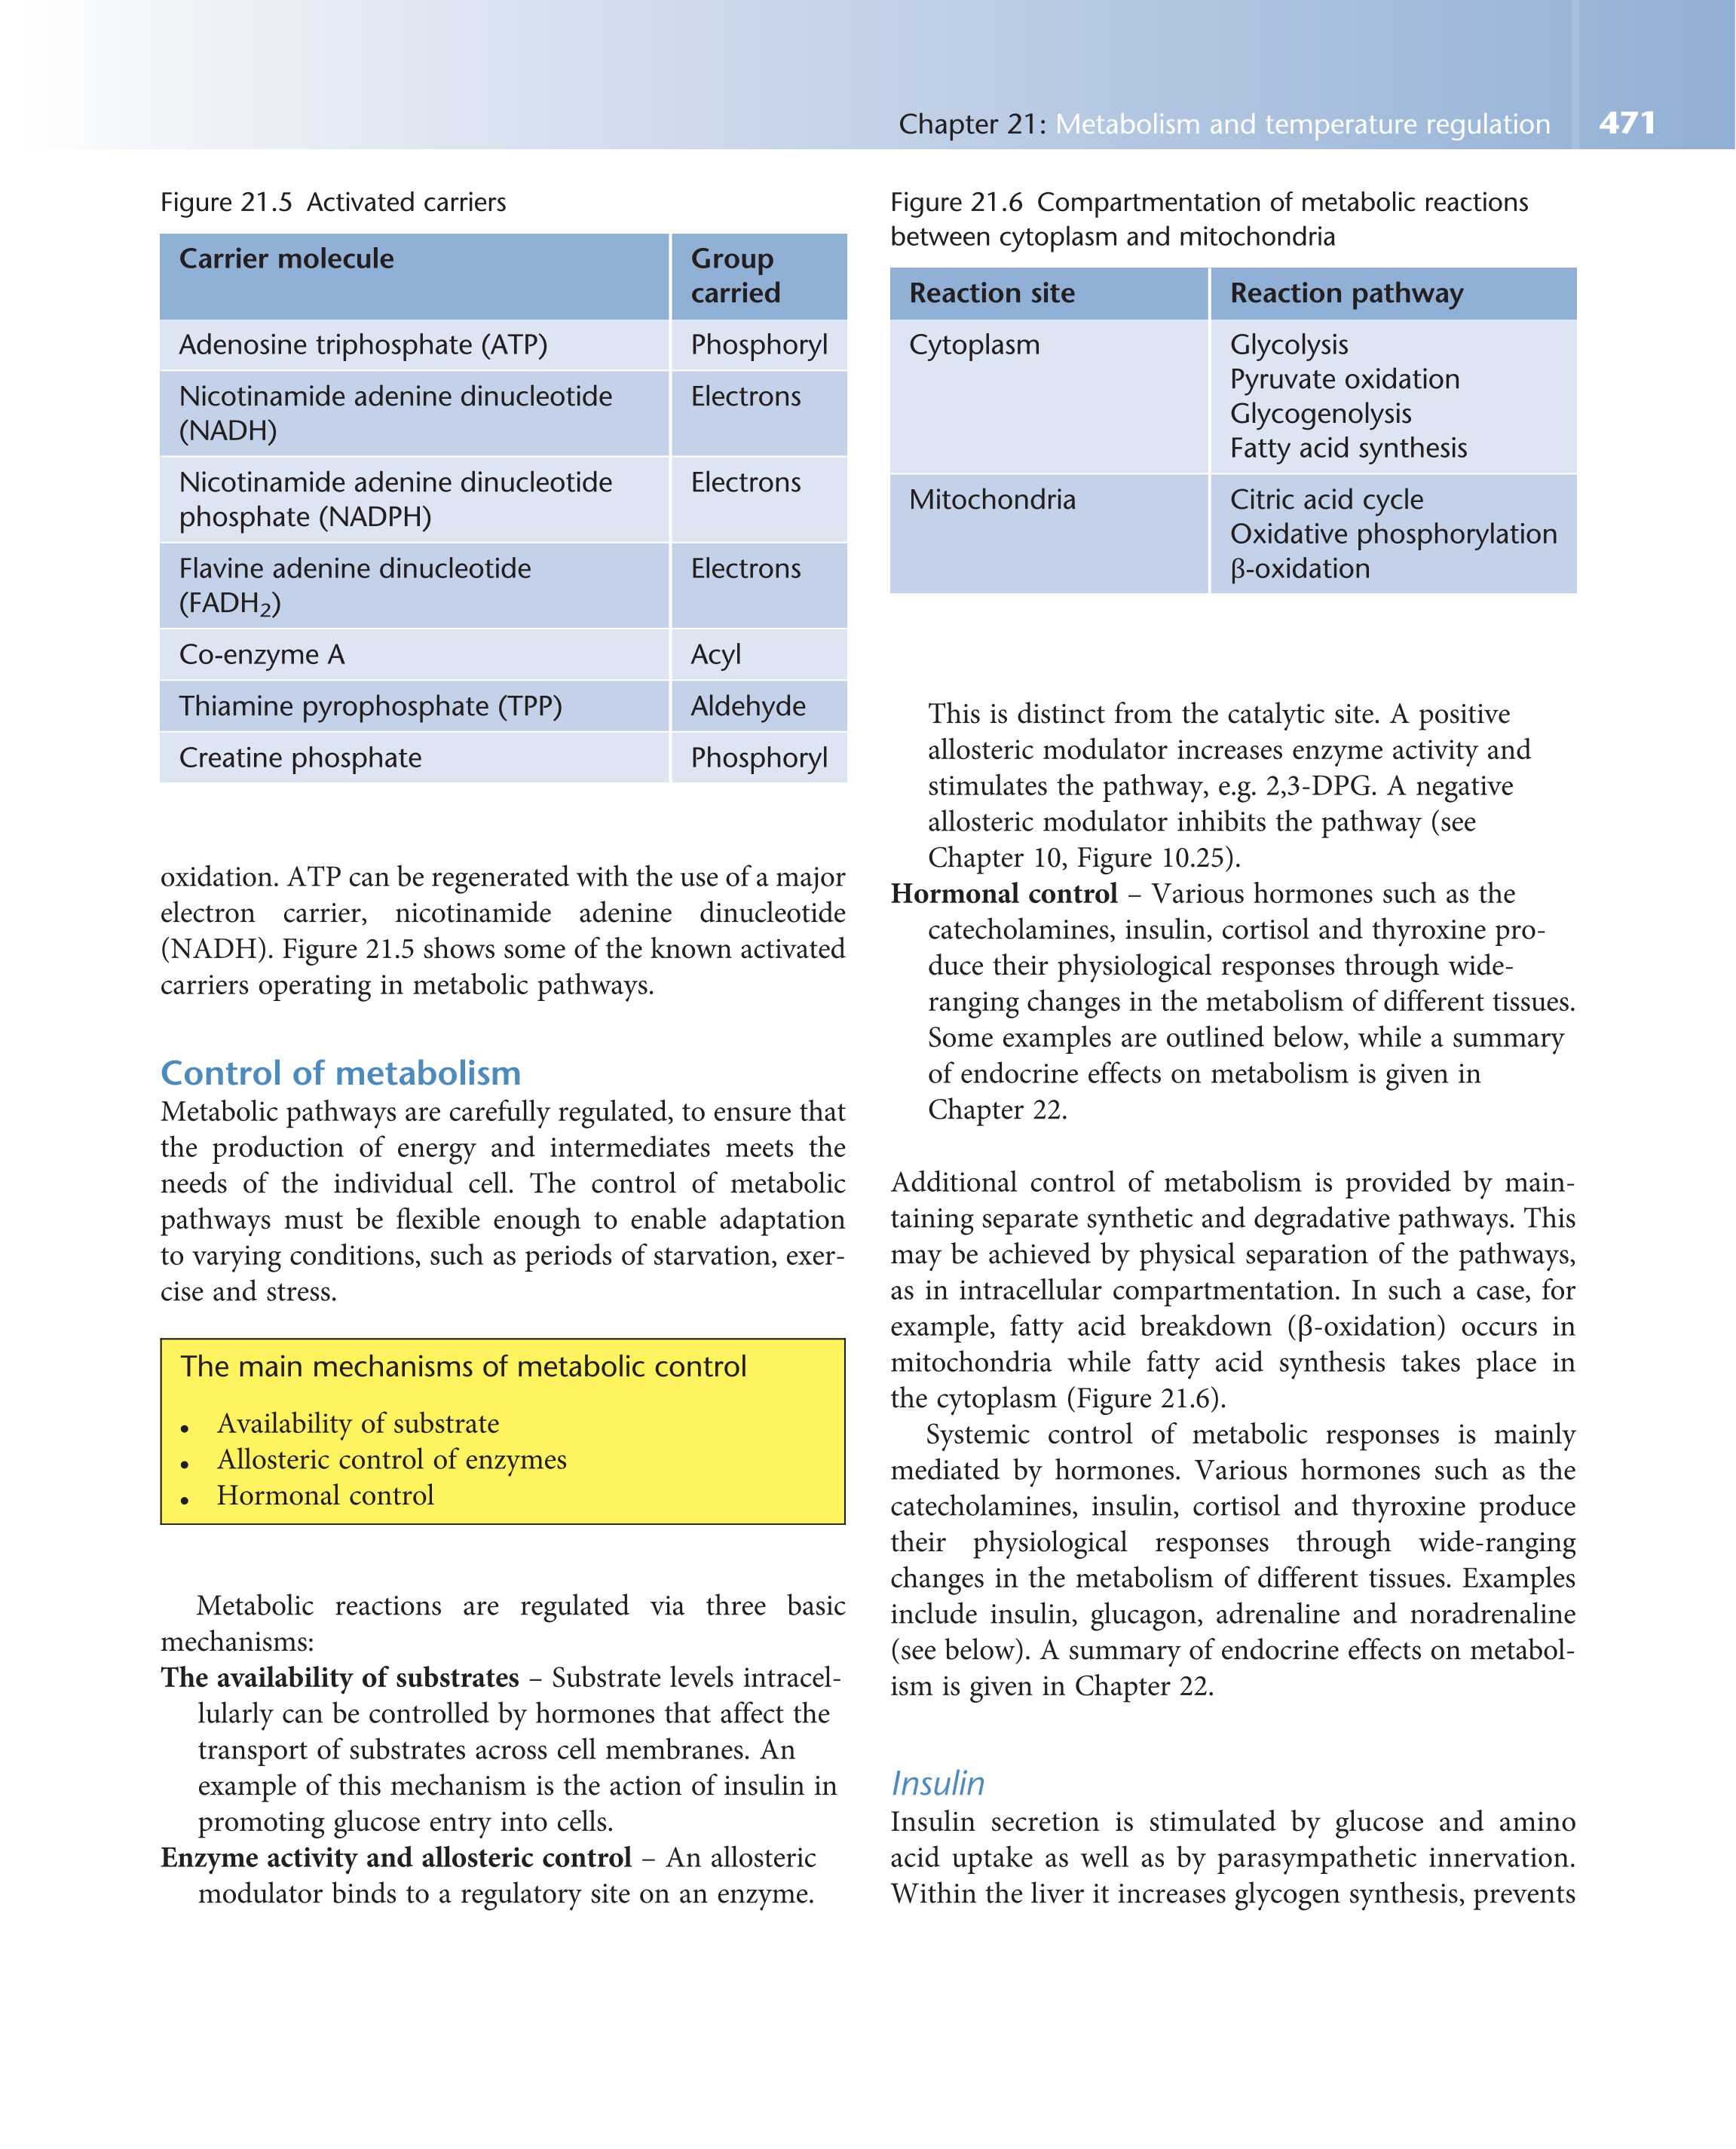 Chapter 21: Metabolism and temperature regulation 471
Figure 21.5 Activated carriers
Carrier molecule Group
carried
Adenosine triphosphate (ATP) Phosphoryl
Nicotinamide adenine dinucleotide Electrons
(NADH)
Nicotinamide adenine dinucleotide Electrons
phosphate (NADPH)
Flavine adenine dinucleotide Electrons
(FADH₂)
Co-enzyme A Acyl
Thiamine pyrophosphate (TPP) Aldehyde
Creatine phosphate Phosphoryl
oxidation. ATP can be regenerated with the use of a major
electron carrier, nicotinamide adenine dinucleotide
(NADH). Figure 21.5 shows some of the known activated
carriers operating in metabolic pathways.
Control of metabolism
Metabolic pathways are carefully regulated, to ensure that
the production of energy and intermediates meets the
needs of the individual cell. The control of metabolic
pathways must be flexible enough to enable adaptation
to varying conditions, such as periods of starvation, exer-
cise and stress.
The main mechanisms of metabolic control
• Availability of substrate
• Allosteric control of enzymes
• Hormonal control
Metabolic reactions are regulated via three basic
mechanisms:
The availability of substrates – Substrate levels intracel-
lularly can be controlled by hormones that affect the
transport of substrates across cell membranes. An
example of this mechanism is the action of insulin in
promoting glucose entry into cells.
Enzyme activity and allosteric control – An allosteric
modulator binds to a regulatory site on an enzyme.
Figure 21.6 Compartmentation of metabolic reactions
between cytoplasm and mitochondria
Reaction site Reaction pathway
Cytoplasm Glycolysis
Pyruvate oxidation
Glycogenolysis
Fatty acid synthesis
Mitochondria Citric acid cycle
Oxidative phosphorylation
β-oxidation
This is distinct from the catalytic site. A positive
allosteric modulator increases enzyme activity and
stimulates the pathway, e.g. 2,3-DPG. A negative
allosteric modulator inhibits the pathway (see
Chapter 10, Figure 10.25).
Hormonal control – Various hormones such as the
catecholamines, insulin, cortisol and thyroxine pro-
duce their physiological responses through wide-
ranging changes in the metabolism of different tissues.
Some examples are outlined below, while a summary
of endocrine effects on metabolism is given in
Chapter 22.
Additional control of metabolism is provided by main-
taining separate synthetic and degradative pathways. This
may be achieved by physical separation of the pathways,
as in intracellular compartmentation. In such a case, for
example, fatty acid breakdown (β-oxidation) occurs in
mitochondria while fatty acid synthesis takes place in
the cytoplasm (Figure 21.6).
Systemic control of metabolic responses is mainly
mediated by hormones. Various hormones such as the
catecholamines, insulin, cortisol and thyroxine produce
their physiological responses through wide-ranging
changes in the metabolism of different tissues. Examples
include insulin, glucagon, adrenaline and noradrenaline
(see below). A summary of endocrine effects on metabol-
ism is given in Chapter 22.
Insulin
Insulin secretion is stimulated by glucose and amino
acid uptake as well as by parasympathetic innervation.
Within the liver it increases glycogen synthesis, prevents